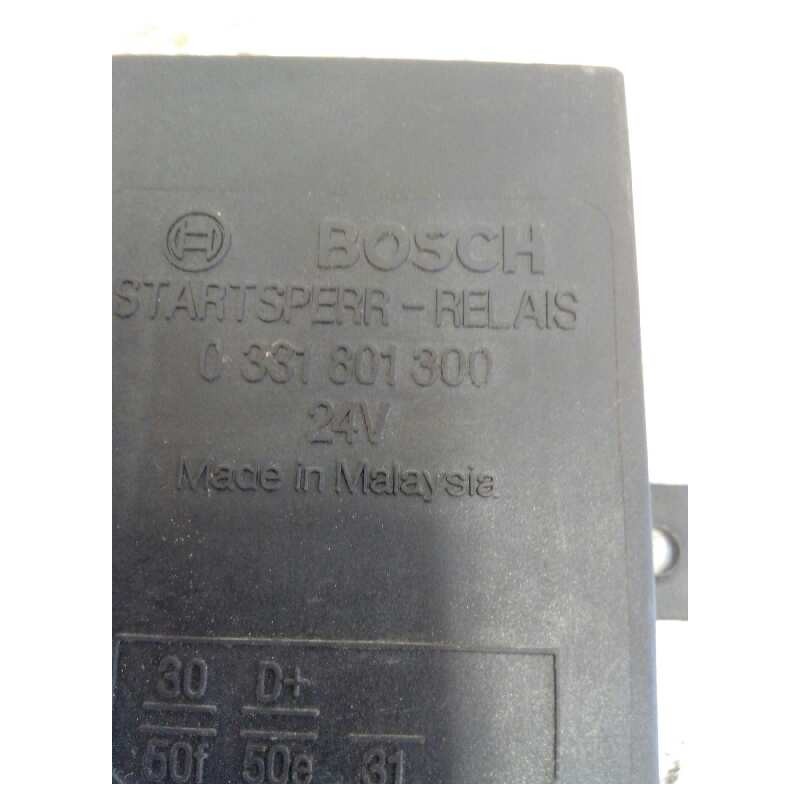 BOSCH
STARTSPERR-RELAIS
0 331 801 300
24V
Made in Malaysia
30 D+
50f 50e 31